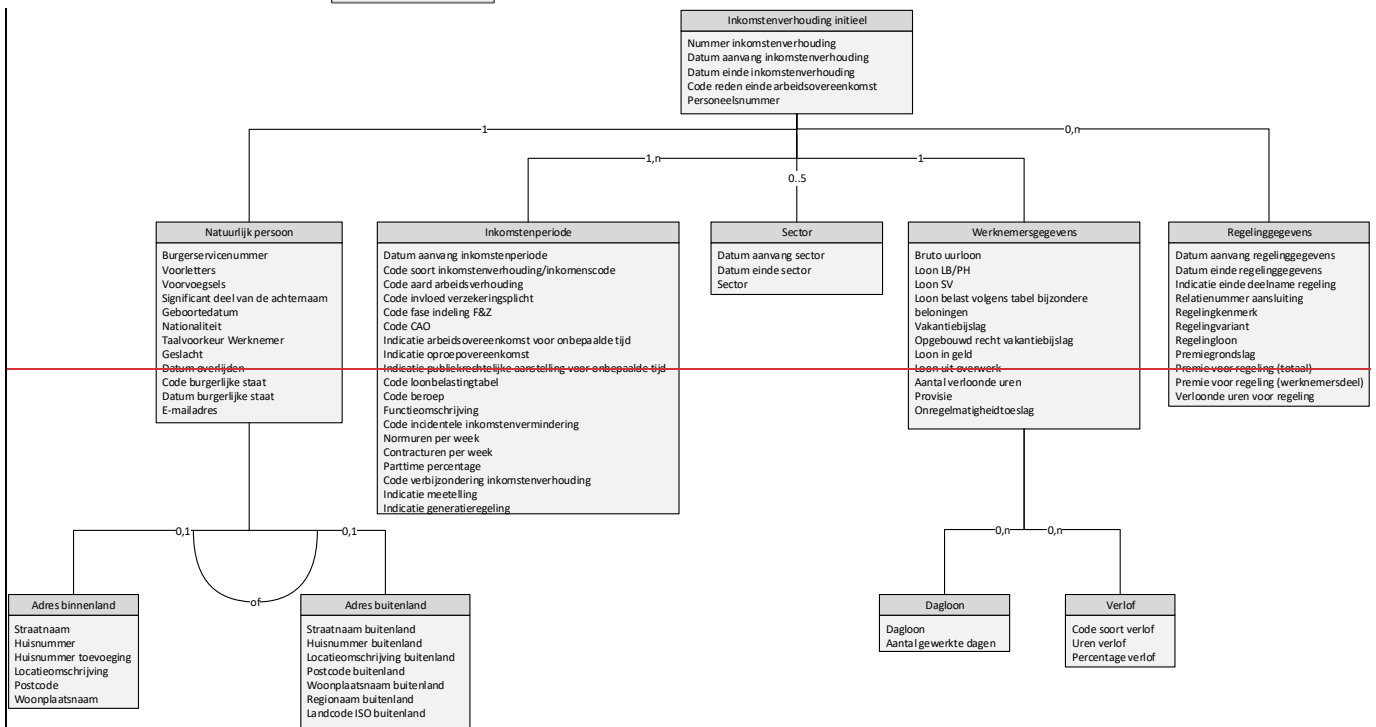 Inkomstenverhouding initieel
Nummer inkomstenverhouding
Datum aanvang inkomstenverhouding
Datum einde inkomstenverhouding
Code reden einde arbeidsovereenkomst
Personeelsnummer
1
0,n
1,n
1
0..5
Natuurlijk persoon
Burgerservicenummer
Voorletters
Voorvoegsels
Significant deel van de achternaam
Geboortedatum
Nationaliteit
Taalvoorkeur Werknemer
Geslacht
Datum overlijden
Code burgerlijke staat
Datum burgerlijke staat
E-mailadres
Inkomstenperiode
Datum aanvang inkomstenperiode
Code soort inkomstenverhouding/inkomenscode
Code aard arbeidsverhouding
Code invloed verzekeringsplicht
Code fase indeling F&Z
Code CAO
Indicatie arbeidsovereenkomst voor onbepaalde tijd
Indicatie oproepovereenkomst
Indicatie publiekrechtelijke aanstelling voor onbepaalde tijd
Code loonbelastingtabel
Code beroep
Functieomschrijving
Code incidentele inkomstenvermindering
Normuren per week
Contracturen per week
Parttime percentage
Code verbijzondering inkomstenverhouding
Indicatie meetelling
Indicatie generatieregeling
Sector
Datum aanvang sector
Datum einde sector
Sector
Werknemersgegevens
Bruto uurloon
Loon LB/PH
Loon SV
Loon belast volgens tabel bijzondere
beloningen
Vakantiebijslag
Opgebouwd recht vakantiebijslag
Loon in geld
Loon uit overwerk
Aantal verloonde uren
Provisie
Onregelmatigheidtoeslag
Regelinggegevens
Datum aanvang regelinggegevens
Datum einde regelinggegevens
Indicatie einde deelname regeling
Relatienummer aansluiting
Regelingkenmerk
Regelingvariant
Regelingloon
Premiegrondslag
Premie voor regeling (totaal)
Premie voor regeling (werknemersdeel)
Verloonde uren voor regeling
0,1
0,1
of
0,n
0,n
Adres binnenland
Straatnaam
Huisnummer
Huisnummer toevoeging
Locatieomschrijving
Postcode
Woonplaatsnaam
Adres buitenland
Straatnaam buitenland
Huisnummer buitenland
Locatieomschrijving buitenland
Postcode buitenland
Woonplaatsnaam buitenland
Regionaam buitenland
Landcode ISO buitenland
Dagloon
Dagloon
Aantal gewerkte dagen
Verlof
Code soort verlof
Uren verlof
Percentage verlof